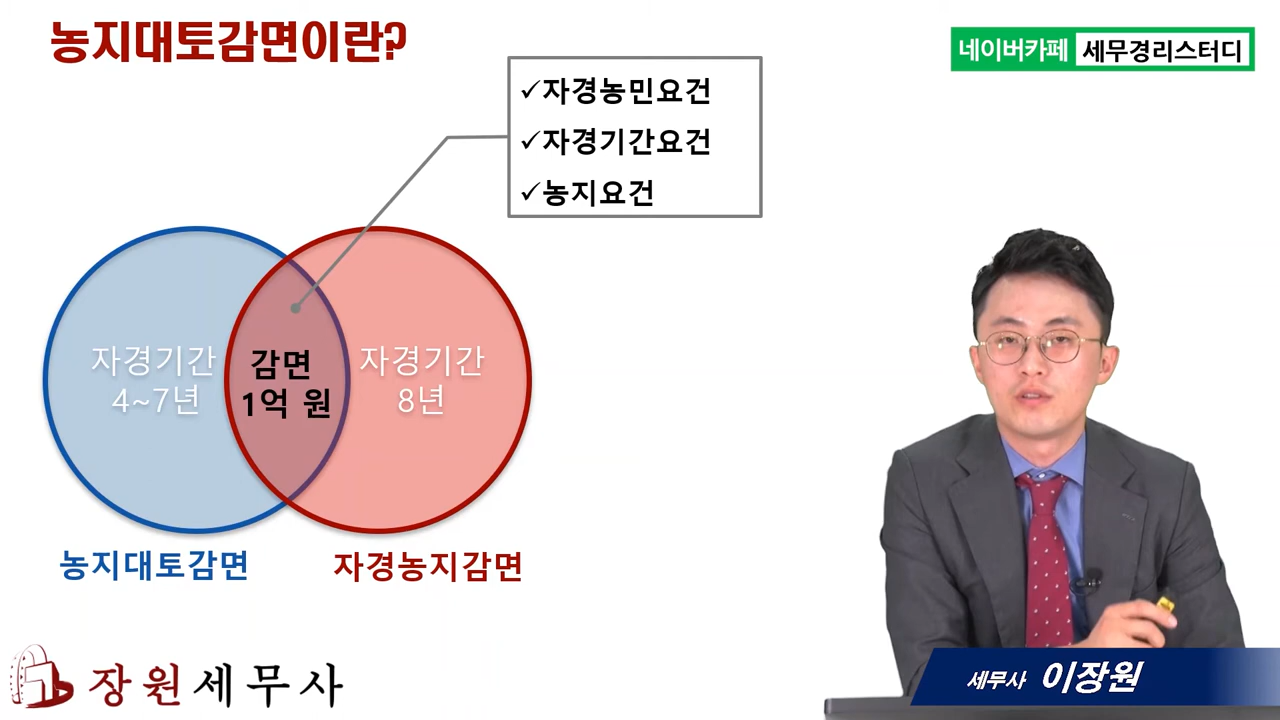 농지대토감면이란?
네이버카페 세무경리스터디
✓자경농민요건
✓자경기간요건
✓농지요건
자경기간
4~7년
감면
1억 원
자경기간
8년
농지대토감면
자경농지감면
장원세무사
세무사 이장원